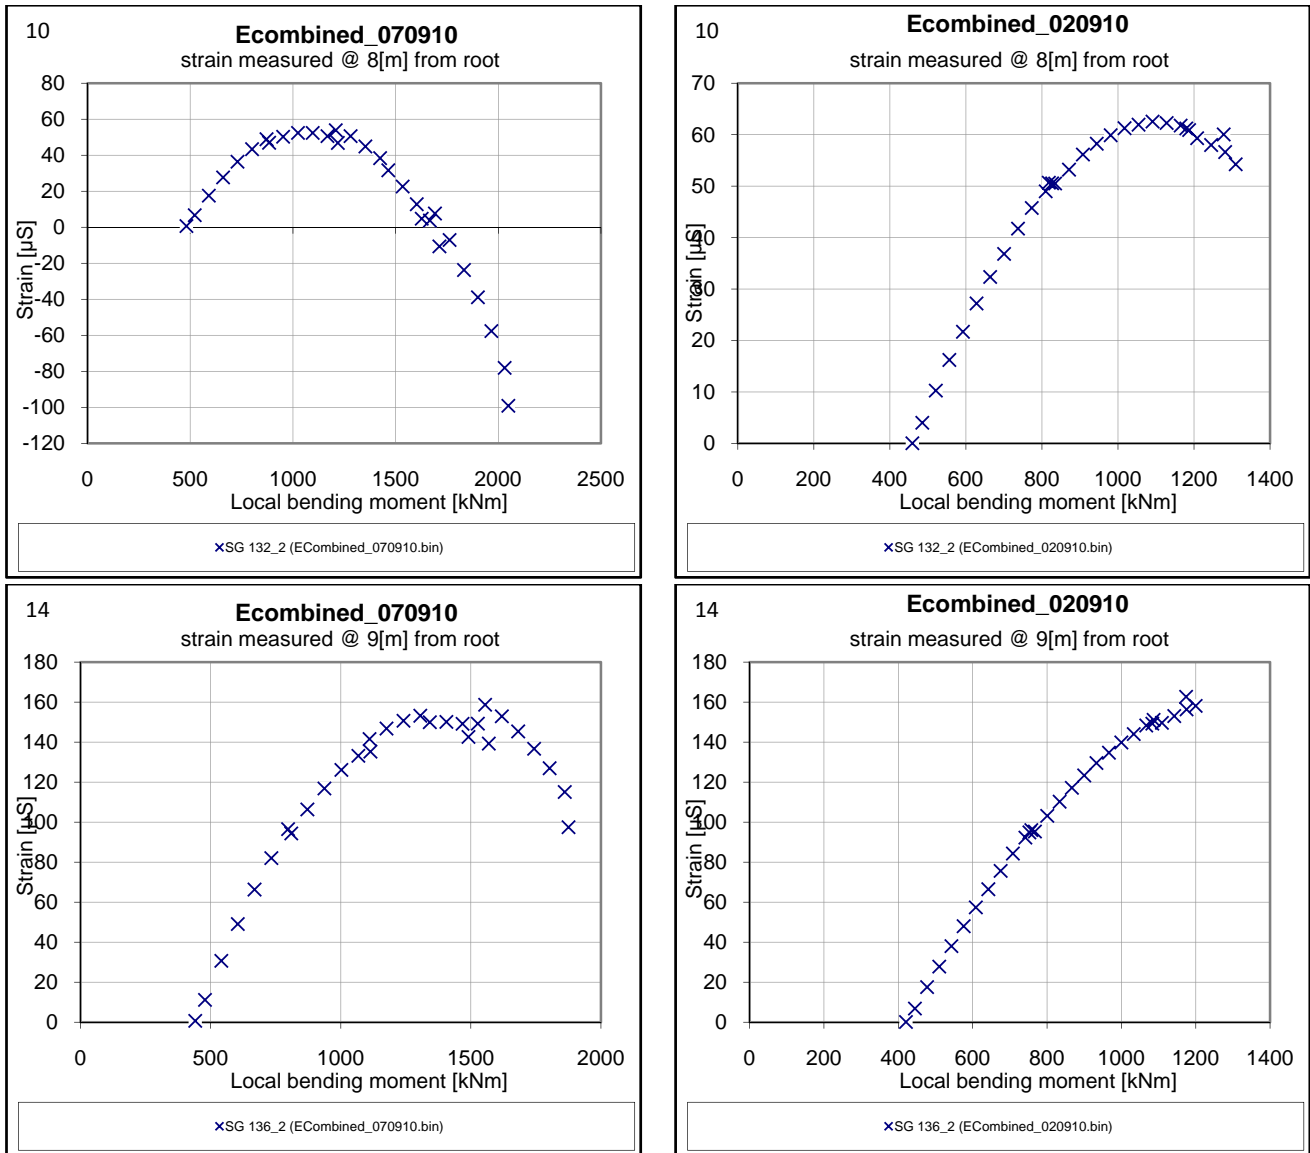 10
Ecombined_070910
strain measured @ 8[m] from root
80
60
40
20
0
-20
-40
-60
-80
-100
-120
Strain [µS]
0 500 1000 1500 2000 2500
Local bending moment [kNm]
SG 132_2 (ECombined_070910.bin)
10
Ecombined_020910
strain measured @ 8[m] from root
70
60
50
40
30
20
10
0
Strain [µS]
0 200 400 600 800 1000 1200 1400
Local bending moment [kNm]
SG 132_2 (ECombined_020910.bin)
14
Ecombined_070910
strain measured @ 9[m] from root
180
160
140
120
100
80
60
40
20
0
Strain [µS]
0 500 1000 1500 2000
Local bending moment [kNm]
SG 136_2 (ECombined_070910.bin)
14
Ecombined_020910
strain measured @ 9[m] from root
180
160
140
120
100
80
60
40
20
0
Strain [µS]
0 200 400 600 800 1000 1200 1400
Local bending moment [kNm]
SG 136_2 (ECombined_020910.bin)